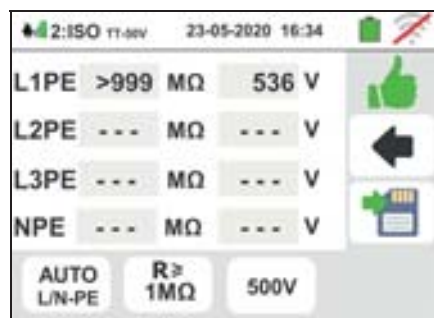 2:ISO TT-50V 23-05-2020 16:34
L1PE >999 MΩ 536 V
L2PE - - - MΩ - - - V
L3PE - - - MΩ - - - V
NPE - - - MΩ - - - V
AUTO L/N-PE
R≥ 1MΩ
500V